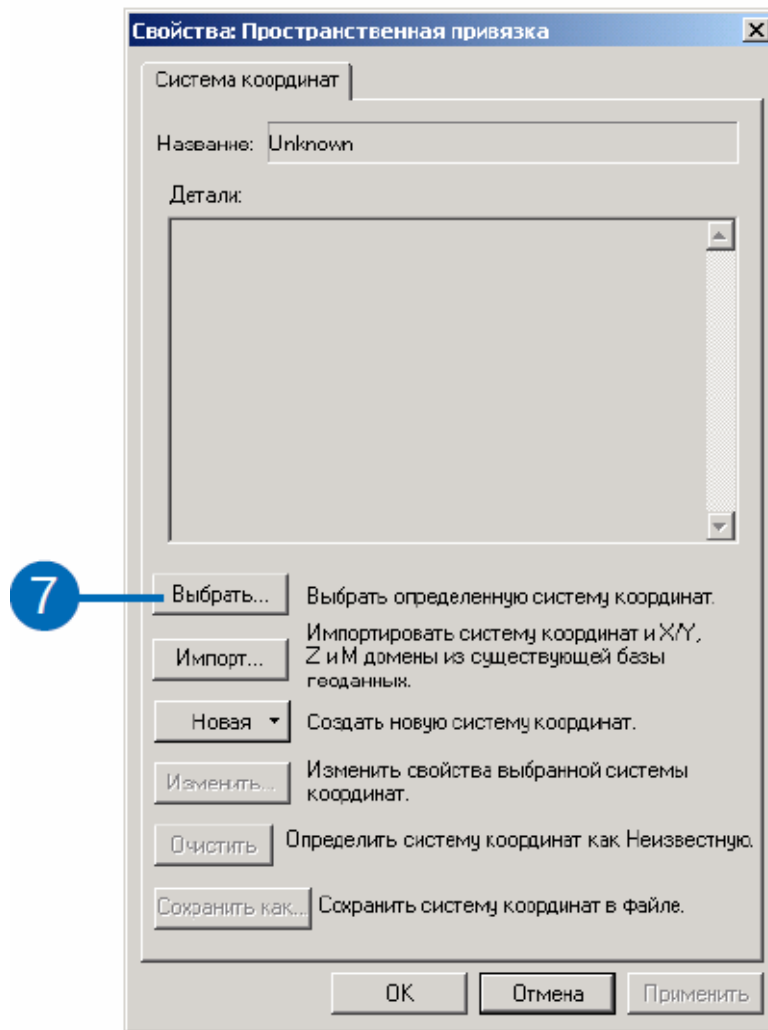 Свойства: Пространственная привязка
Система координат
Название: Unknown
Детали:
7
Выбрать... Выбрать определенную систему координат.
Импорт... Импортировать систему координат и X/Y,
Z и M домены из существующей базы
геоданных.
Новая Создать новую систему координат.
Изменить... Изменить свойства выбранной системы
координат.
Очистить Определить систему координат как Неизвестную.
Сохранить как... Сохранить систему координат в файле.
OK Отмена Применить